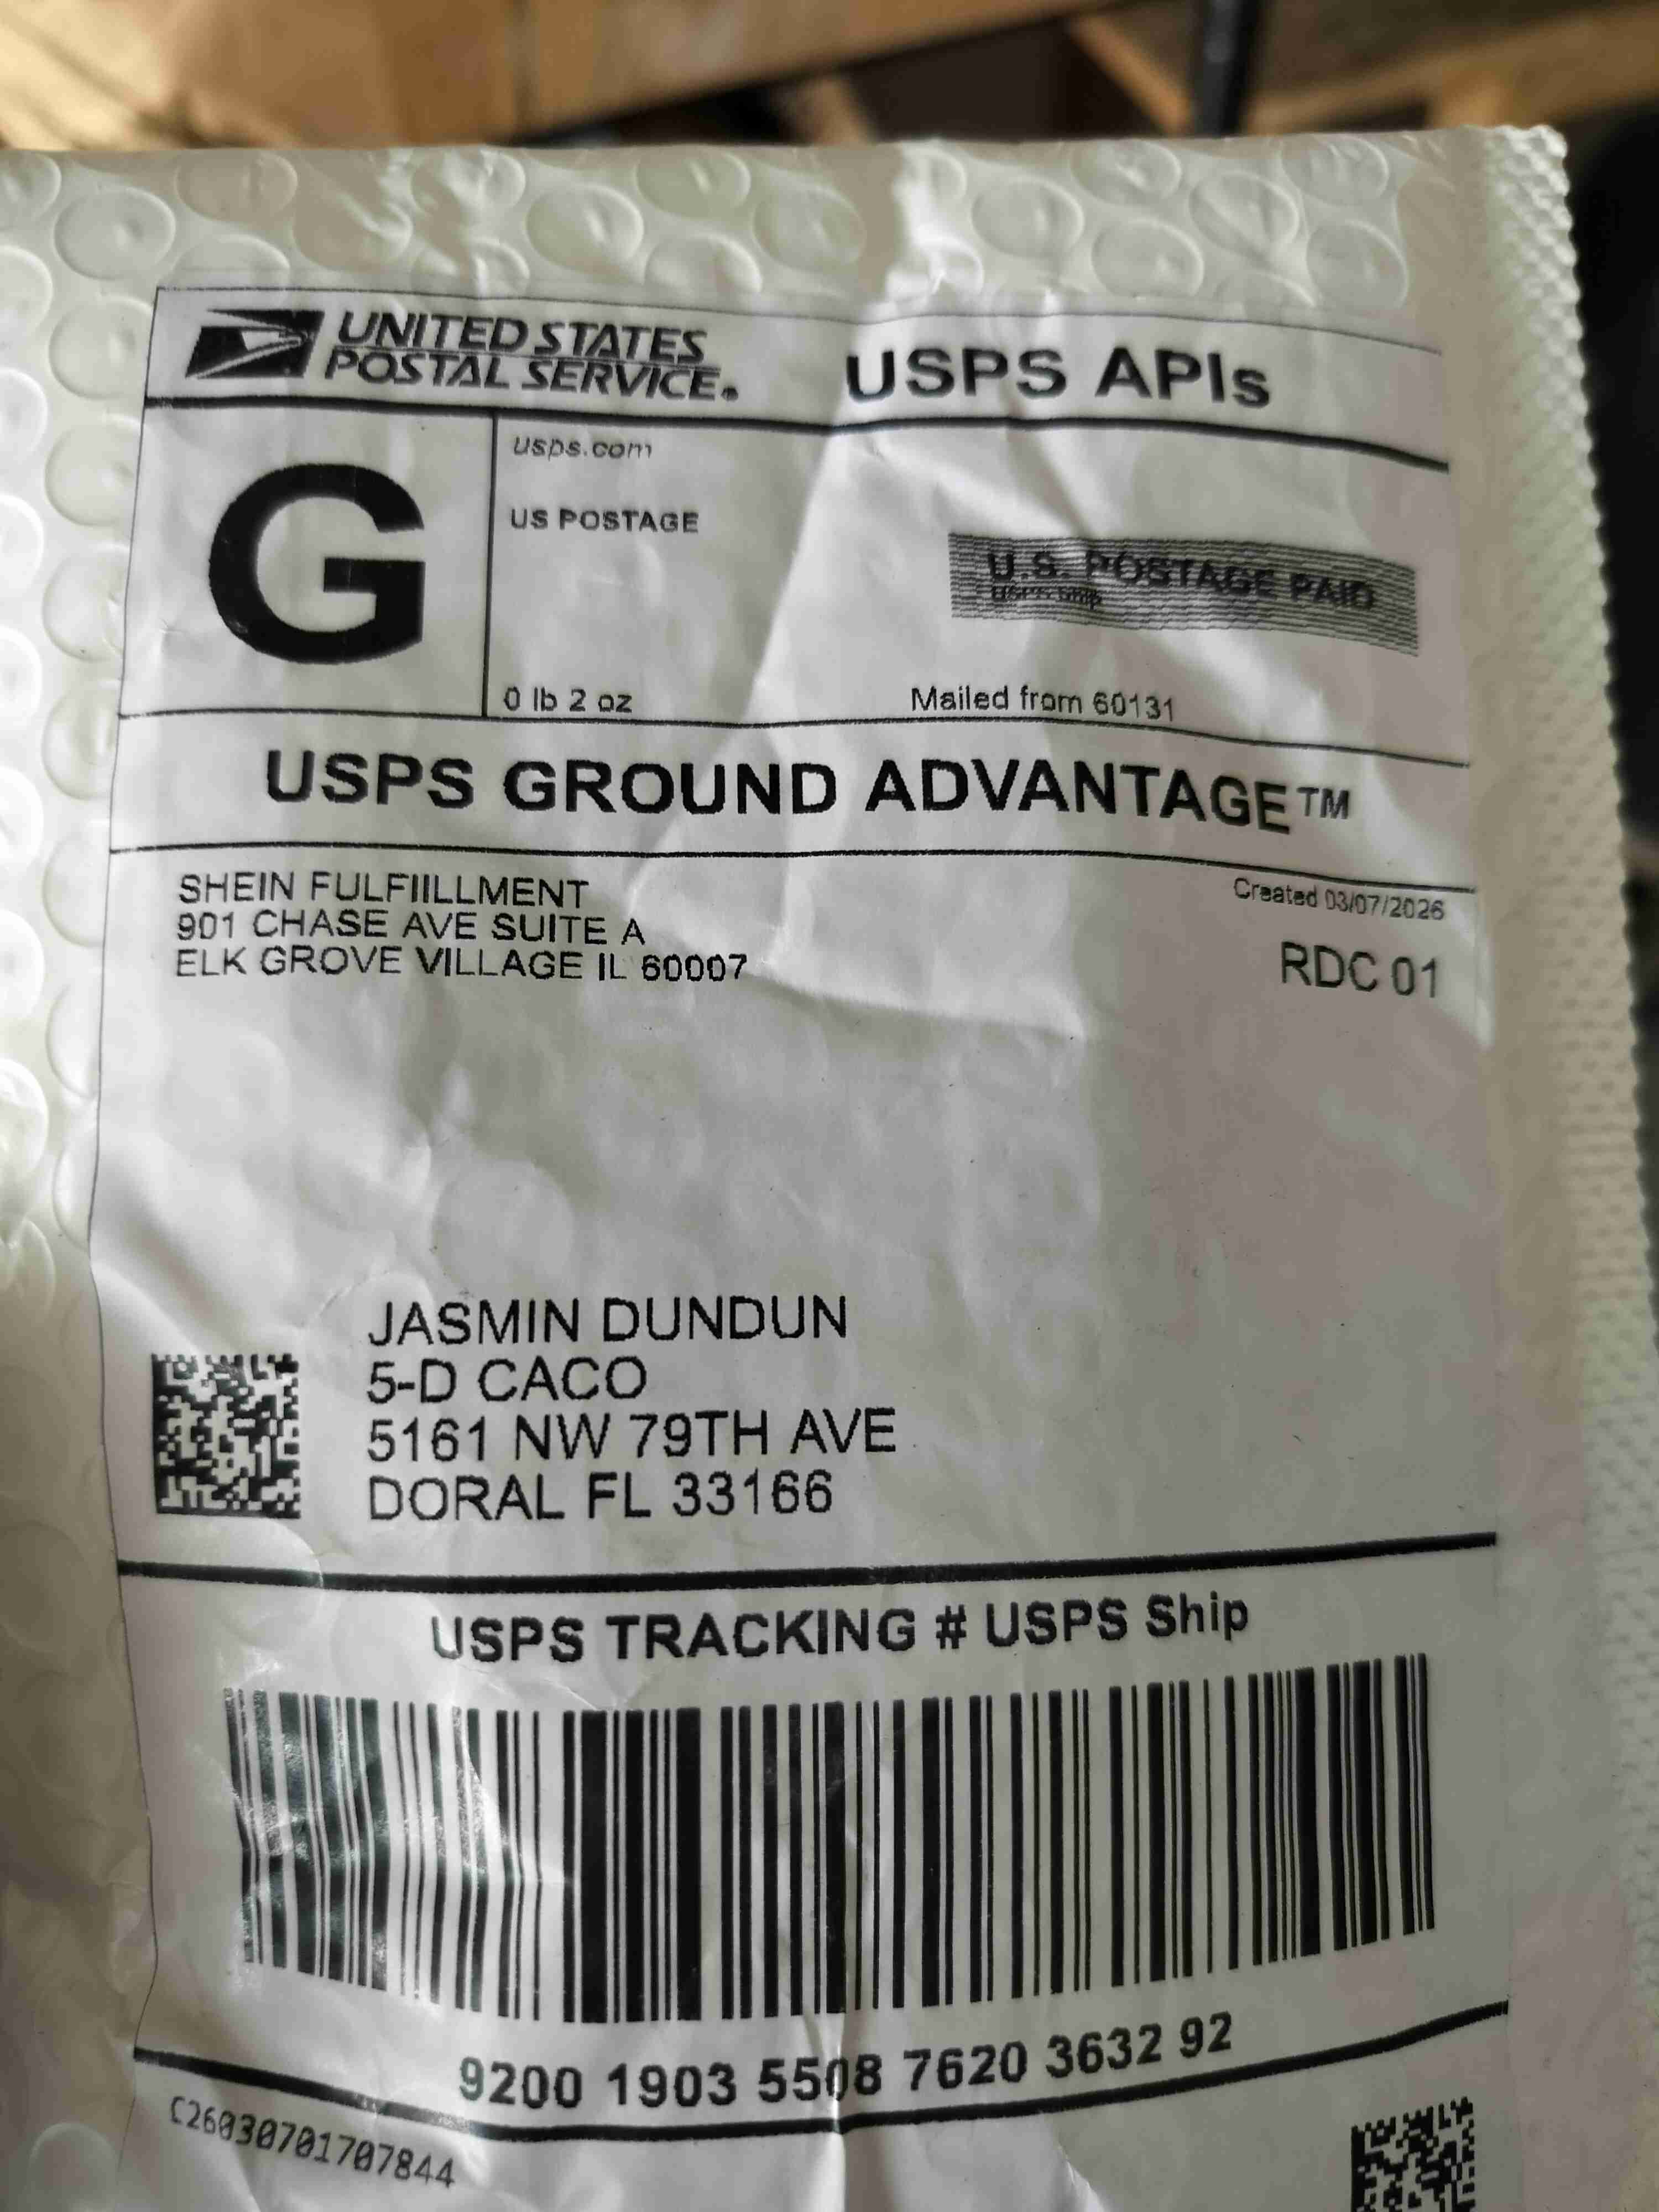 UNITED STATES
POSTAL SERVICE.
USPS APIs
G
usps.com
US POSTAGE
U.S. POSTAGE PAID
USPS Ship
0 lb 2 oz
Mailed from 60131
USPS GROUND ADVANTAGE™
SHEIN FULFIILLMENT
901 CHASE AVE SUITE A
ELK GROVE VILLAGE IL 60007
Created 03/07/2026
RDC 01
JASMIN DUNDUN
5-D CACO
5161 NW 79TH AVE
DORAL FL 33166
USPS TRACKING # USPS Ship
9200 1903 5508 7620 3632 92
C26030701707844